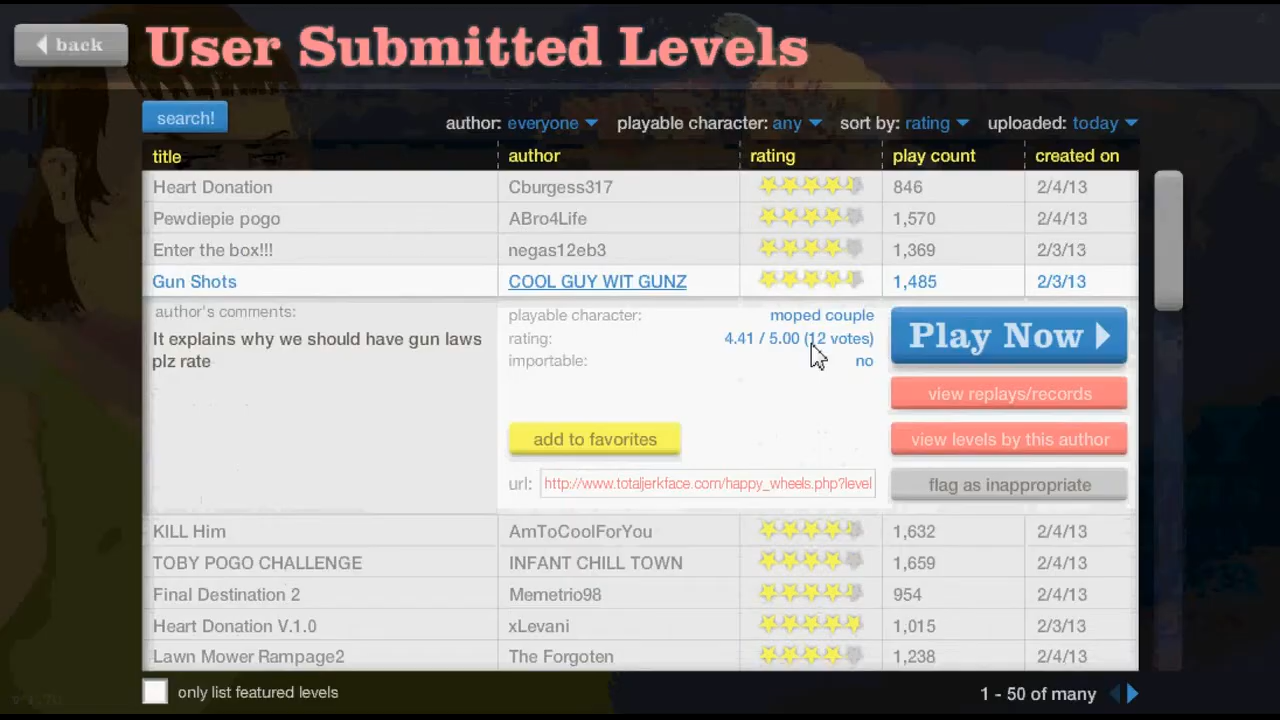 back
User Submitted Levels
search!
author: everyone playable character: any sort by: rating uploaded: today
title author rating play count created on
Heart Donation Cburgess317 846 2/4/13
Pewdiepie pogo ABro4Life 1,570 2/4/13
Enter the box!!! negas12eb3 1,369 2/3/13
Gun Shots COOL GUY WIT GUNZ 1,485 2/3/13
author's comments:
It explains why we should have gun laws
plz rate
playable character: moped couple
rating: 4.41 / 5.00 (12 votes)
importable: no
add to favorites
url: http://www.totaljerkface.com/happy_wheels.php?level
Play Now
view replays/records
view levels by this author
flag as inappropriate
KILL Him AmToCoolForYou 1,632 2/4/13
TOBY POGO CHALLENGE INFANT CHILL TOWN 1,659 2/4/13
Final Destination 2 Memetrio98 954 2/4/13
Heart Donation V.1.0 xLevani 1,015 2/3/13
Lawn Mower Rampage2 The Forgoten 1,238 2/4/13
only list featured levels
1 - 50 of many